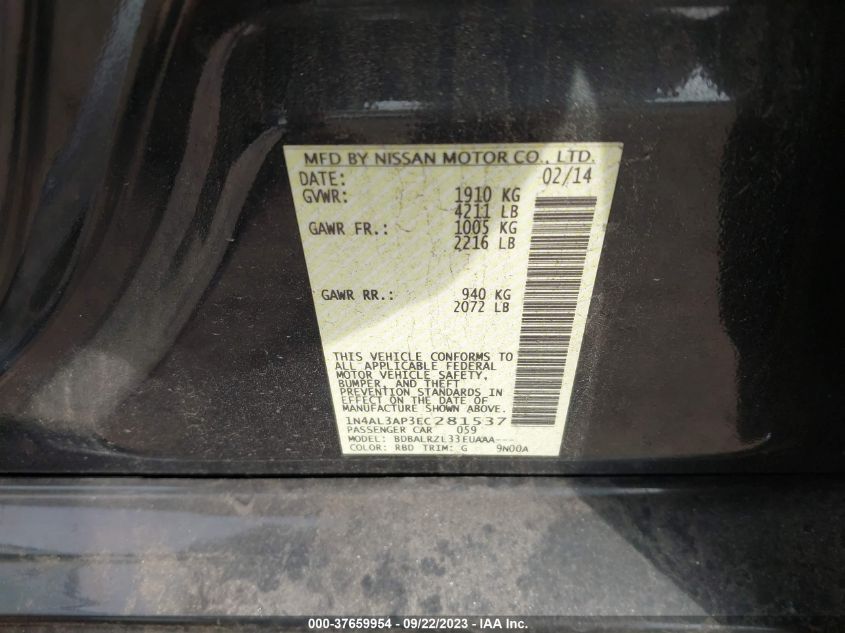 MFD BY NISSAN MOTOR CO., LTD.
DATE: 02/14
GVWR: 1910 KG
4211 LB
GAWR FR.: 1005 KG
2216 LB
GAWR RR.: 940 KG
2072 LB
THIS VEHICLE CONFORMS TO
ALL APPLICABLE FEDERAL
MOTOR VEHICLE SAFETY,
BUMPER, AND THEFT
PREVENTION STANDARDS IN
EFFECT ON THE DATE OF
MANUFACTURE SHOWN ABOVE.
1N4AL3AP3EC281537
PASSENGER CAR 059
MODEL: BDBALRZL33EUAAA---
COLOR: RBD TRIM: G 9N00A
000-37659954 - 09/22/2023 - IAA Inc.